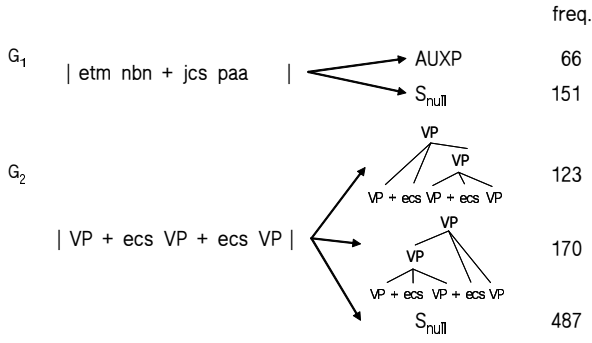 freq.
G1 | etm nbn + jcs paa | AUXP 66
Snull 151
VP
VP
G2 123
VP + ecs VP + ecs VP
VP
| VP + ecs VP + ecs VP | 170
VP
VP + ecs VP + ecs VP
Snull 487